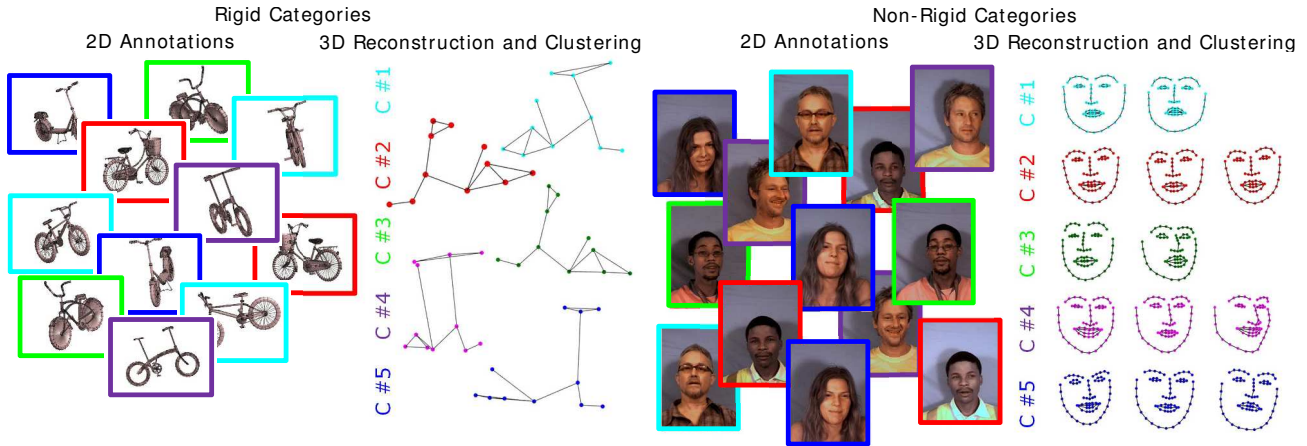 Rigid Categories
2D Annotations
3D Reconstruction and Clustering
C #1
C #2
C #3
C #4
C #5
Non-Rigid Categories
2D Annotations
3D Reconstruction and Clustering
C #1
C #2
C #3
C #4
C #5